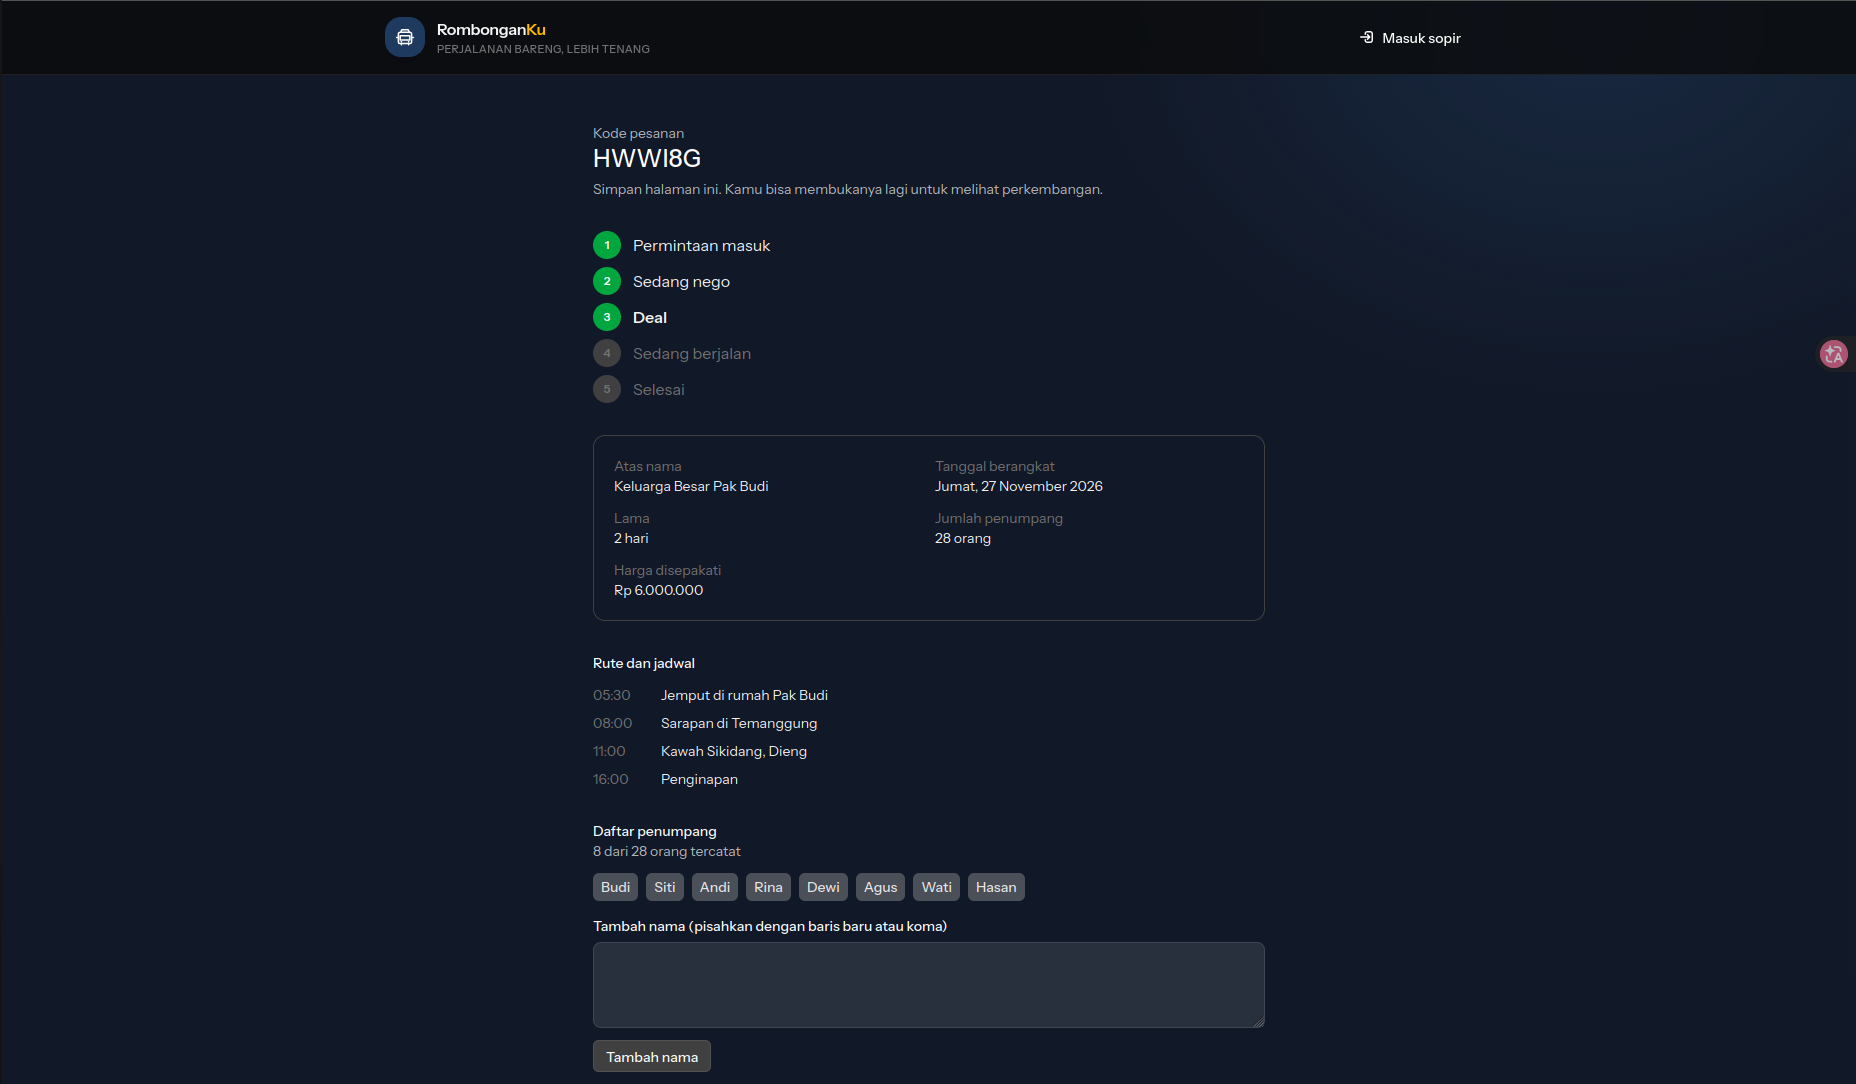 RombonganKu
PERJALANAN BARENG, LEBIH TENANG
Masuk sopir
Kode pesanan
HWWI8G
Simpan halaman ini. Kamu bisa membukanya lagi untuk melihat perkembangan.
1 Permintaan masuk
2 Sedang nego
3 Deal
4 Sedang berjalan
5 Selesai
Atas nama
Keluarga Besar Pak Budi
Tanggal berangkat
Jumat, 27 November 2026
Lama
2 hari
Jumlah penumpang
28 orang
Harga disepakati
Rp 6.000.000
Rute dan jadwal
05:30 Jemput di rumah Pak Budi
08:00 Sarapan di Temanggung
11:00 Kawah Sikidang, Dieng
16:00 Penginapan
Daftar penumpang
8 dari 28 orang tercatat
Budi Siti Andi Rina Dewi Agus Wati Hasan
Tambah nama (pisahkan dengan baris baru atau koma)
Tambah nama